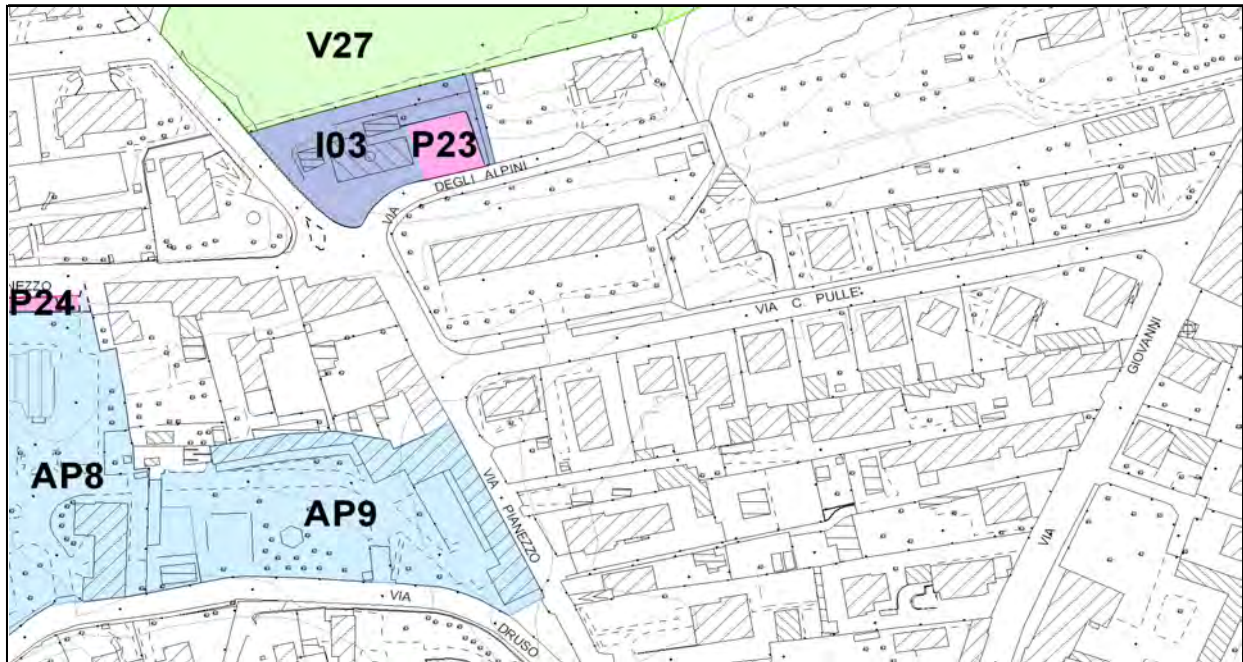 V27
I03
P23
VIA DEGLI ALPINI
P24
VIA C. PULLE'
VIA GIOVANNI
AP8
AP9
VIA PIANEZZO
VIA DRUSO